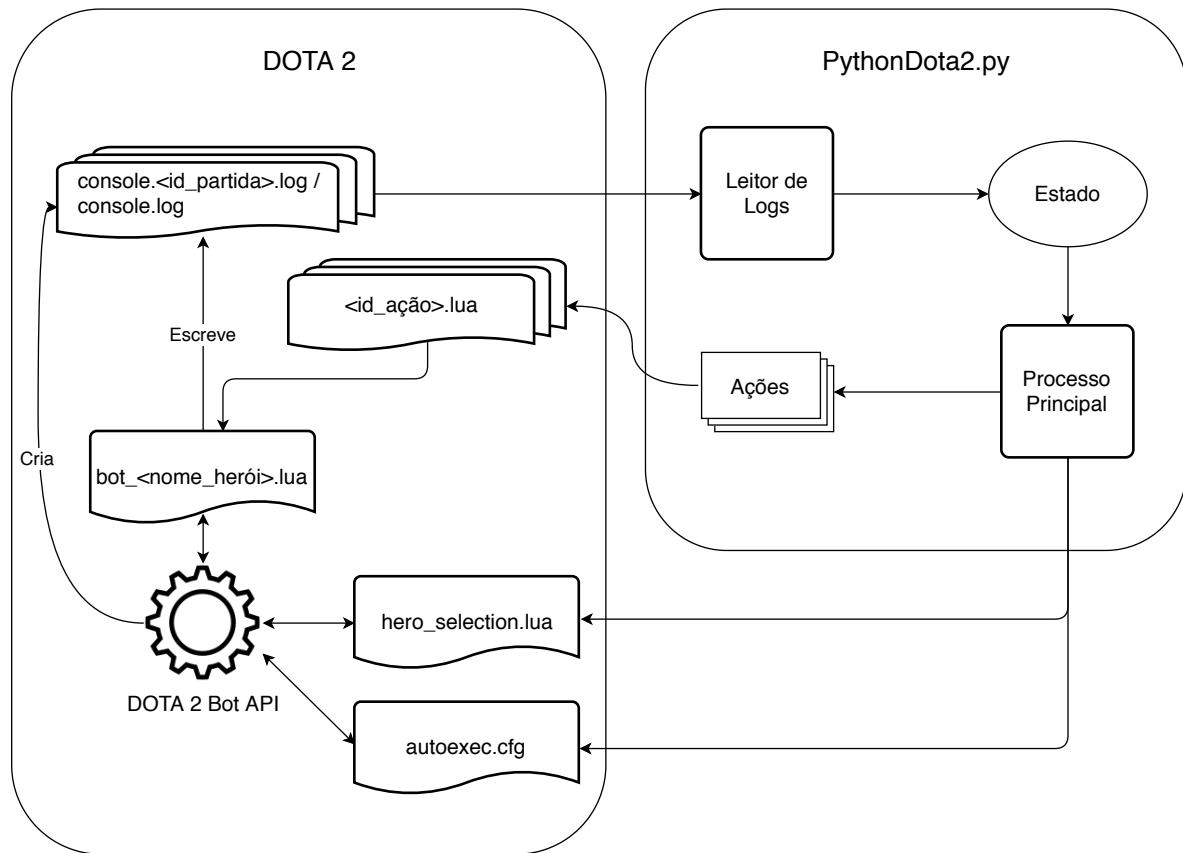 DOTA 2
PythonDota2.py
console.<id_partida>.log /
console.log
Leitor de
Logs
Estado
<id_ação>.lua
Escreve
Ações
Processo
Principal
Cria
bot_<nome_herói>.lua
hero_selection.lua
DOTA 2 Bot API
autoexec.cfg